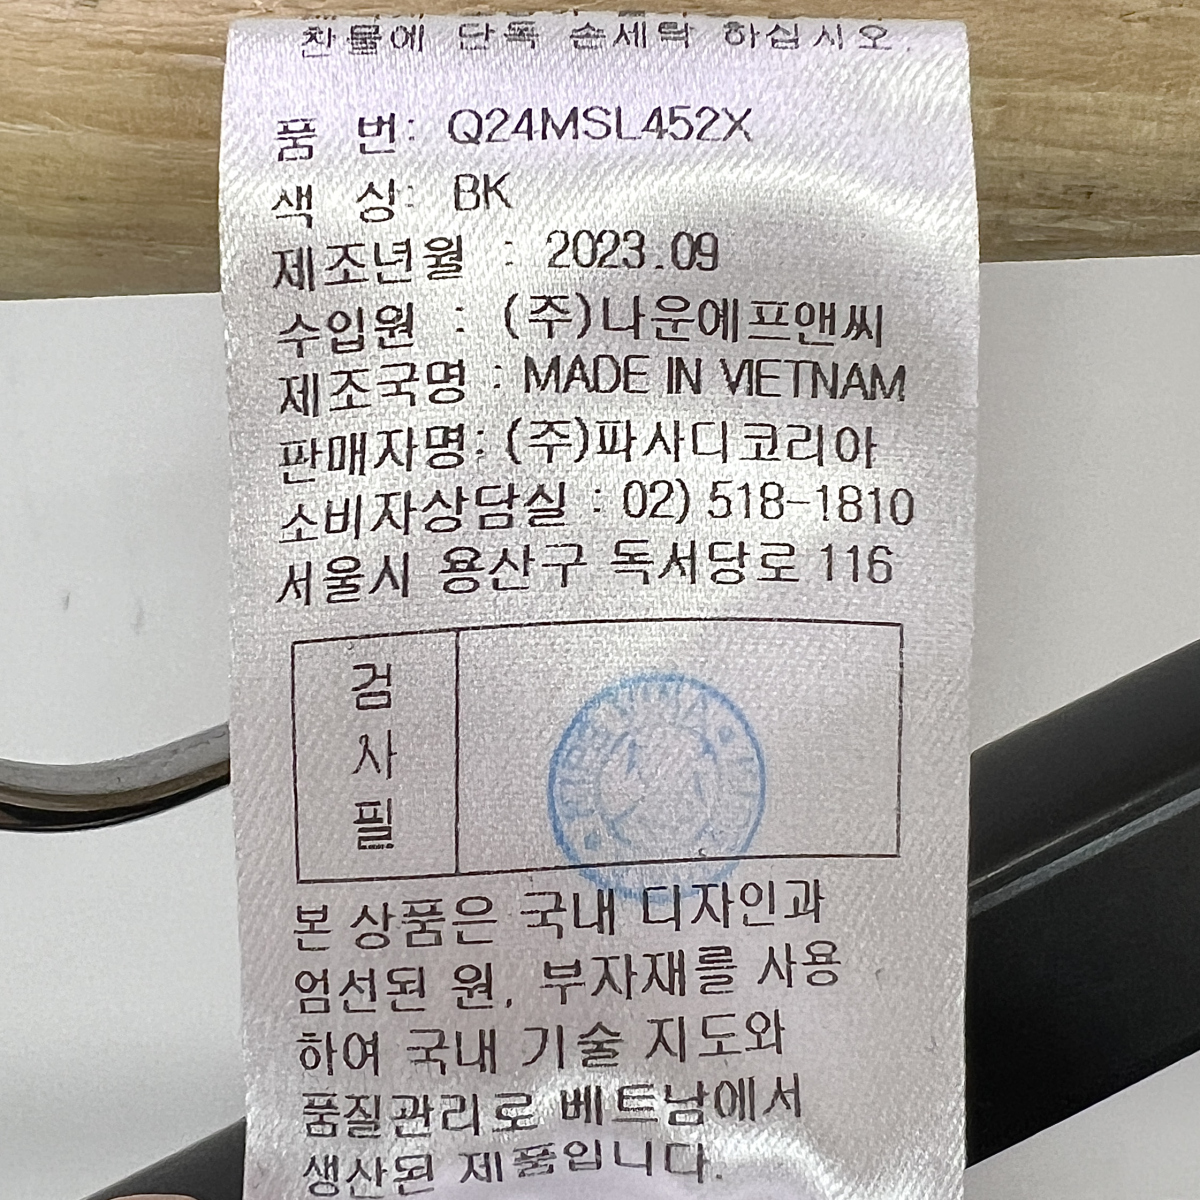 찬물에 단독 손세탁 하십시오.
품 번: Q24MSL452X
색 싱: BK
제조년월 : 2023.09
수입원 : (주)나운에프앤씨
제조국명 : MADE IN VIETNAM
판매자명: (주)파사디코리아
소비자상담실 : 02) 518-1810
서울시 용산구 독서당로 116
검
사
필
본 상품은 국내 디자인과
엄선된 원, 부자재를 사용
하여 국내 기술 지도와
품질관리로 베트남에서
생산된 제품입니다.